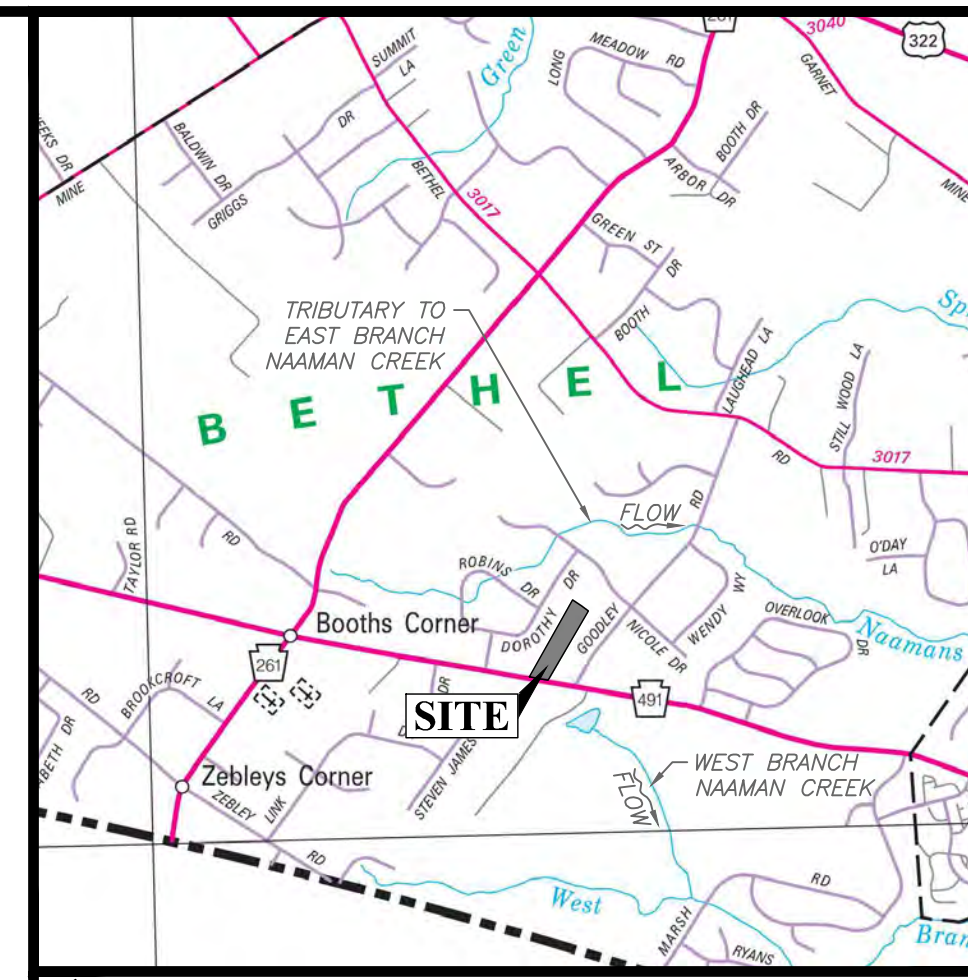 261
3040
322
SUMMIT
LA
Green
LONG
MEADOW RD
GARNET
MINE
DR
BALDWIN DR
MINE
GRIGGS
BETHEL
3017
ARBOR DR
BOOTH DR
GREEN ST
DR
BOOTH
TRIBUTARY TO
EAST BRANCH
NAAMAN CREEK
BETHEL
LAUGHEAD LA
RD
STILL WOOD LA
RD
3017
FLOW
TAYLOR RD
RD
O'DAY
LA
ROBINS DR
DOROTHY DR
GOODLEY
NICOLE DR
WENDY WY
OVERLOOK
DR
Naamans
Booths Corner
261
491
SITE
RD
BROOKCROFT LA
DR
STEVEN JAMES
WEST BRANCH
NAAMAN CREEK
FLOW
Zebleys Corner
ZEBLEY
LINK
RD
West
MARSH
RD
RYANS